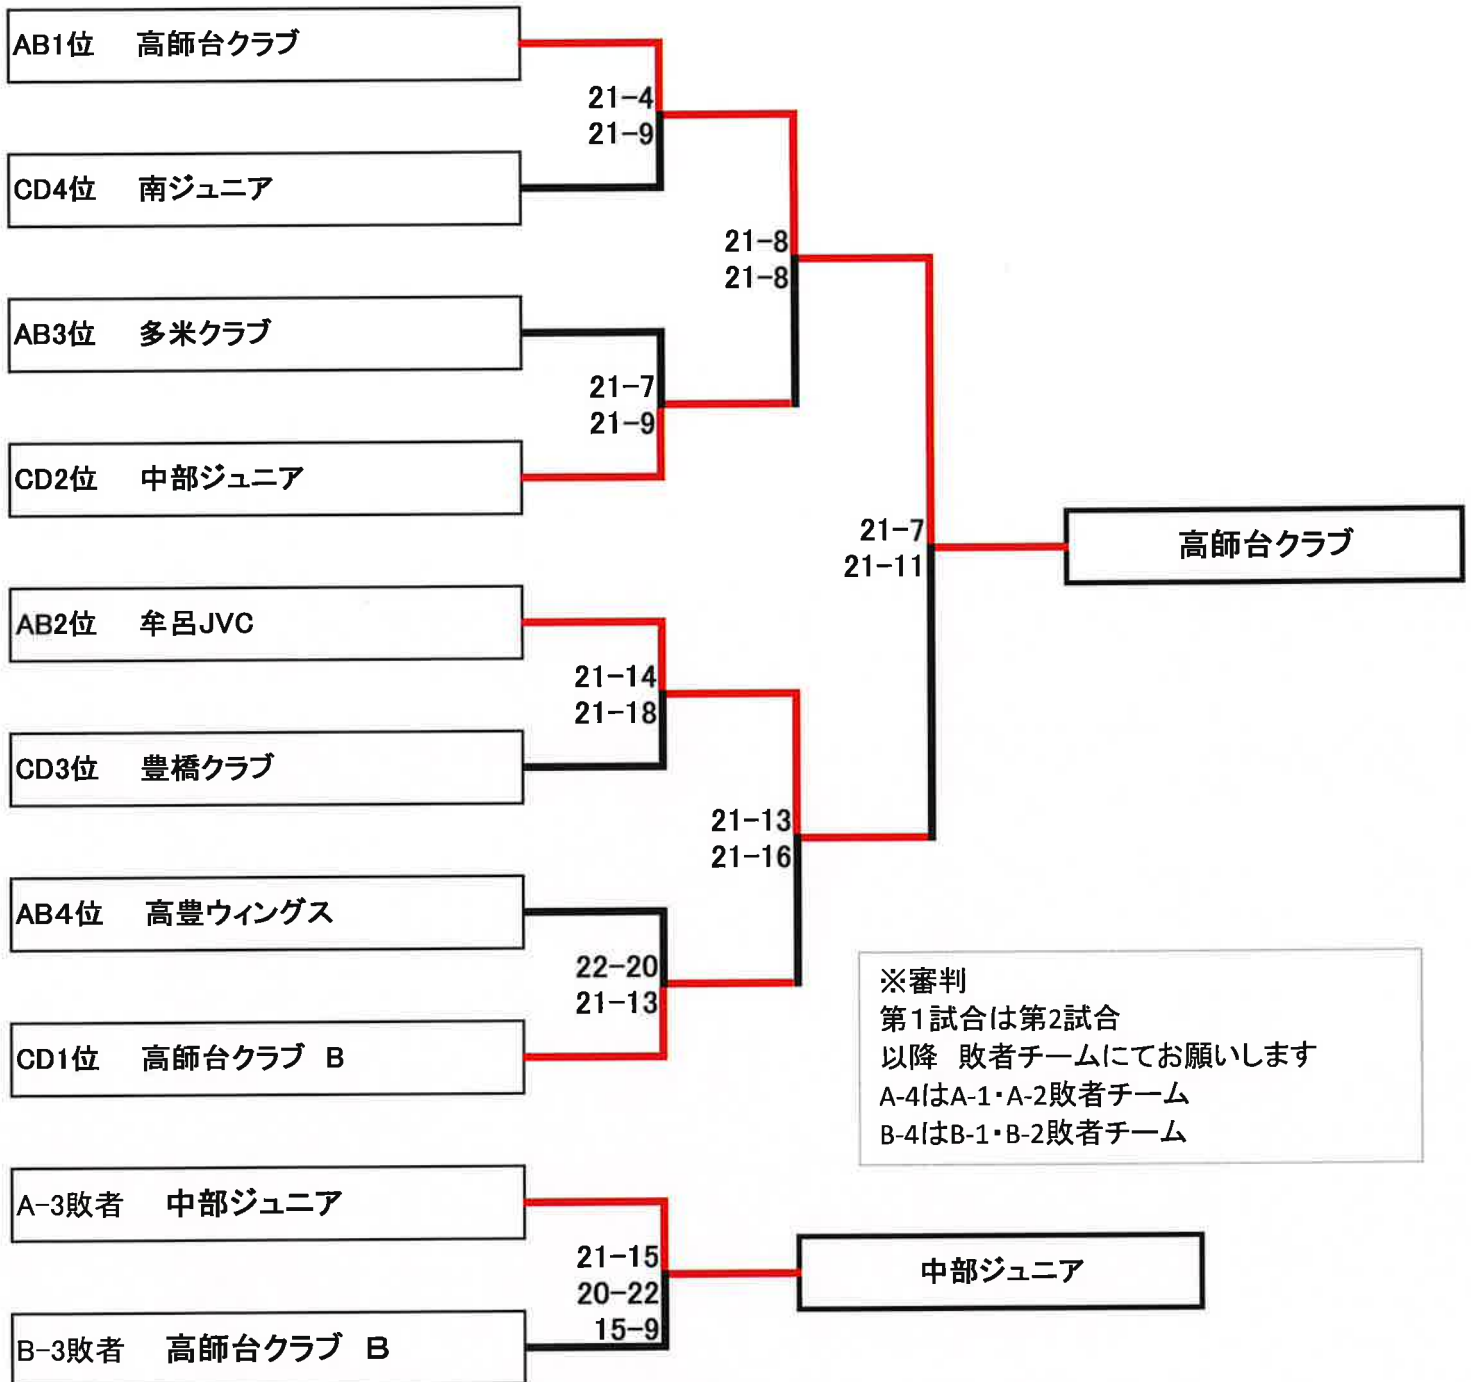 AB1位 高師台クラブ
21-4
21-9
CD4位 南ジュニア
21-8
21-8
AB3位 多米クラブ
21-7
21-9
CD2位 中部ジュニア
21-7
21-11
高師台クラブ
AB2位 牟呂JVC
21-14
21-18
CD3位 豊橋クラブ
21-13
21-16
AB4位 高豊ウィングス
22-20
21-13
CD1位 高師台クラブ B
※審判
第1試合は第2試合
以降 敗者チームにてお願いします
A-4はA-1・A-2敗者チーム
B-4はB-1・B-2敗者チーム
A-3敗者 中部ジュニア
21-15
20-22
15-9
中部ジュニア
B-3敗者 高師台クラブ B